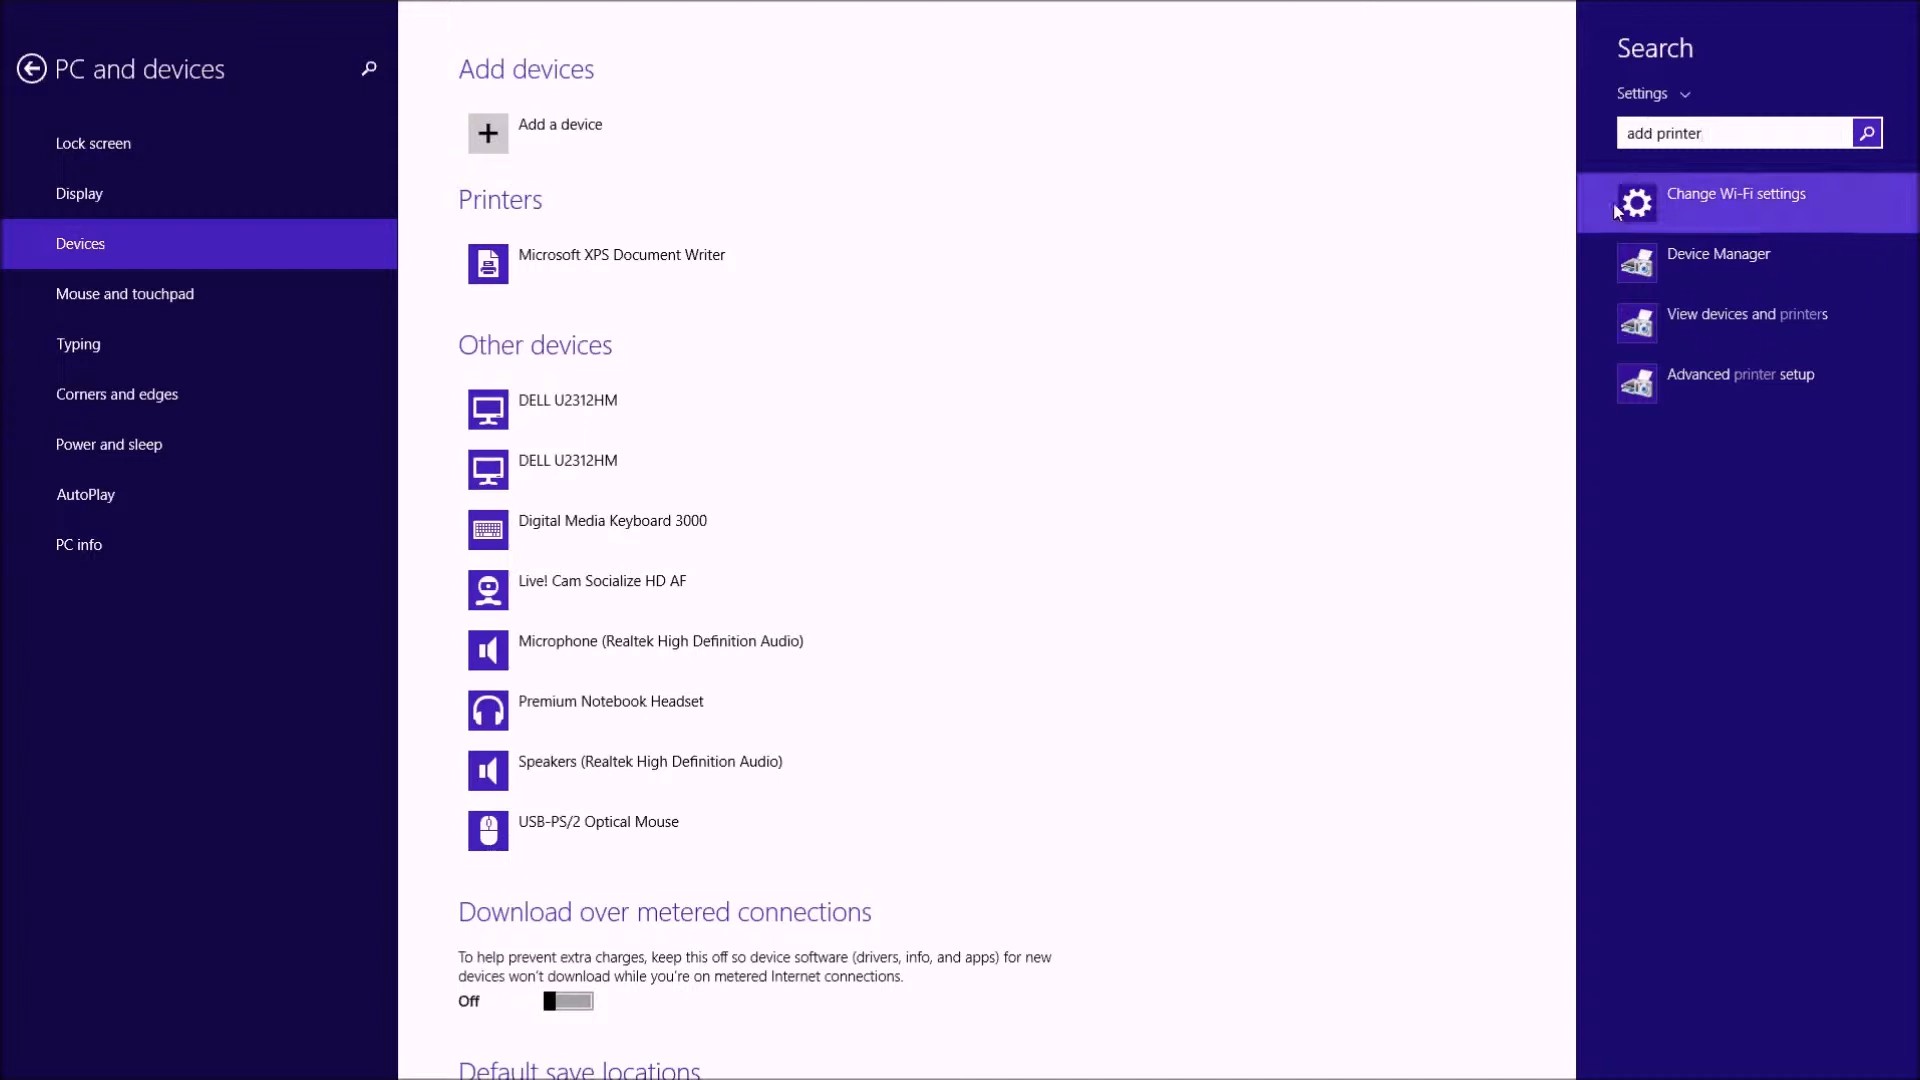 PC and devices
Lock screen
Display
Devices
Mouse and touchpad
Typing
Corners and edges
Power and sleep
AutoPlay
PC info
Add devices
Add a device
Printers
Microsoft XPS Document Writer
Other devices
DELL U2312HM
DELL U2312HM
Digital Media Keyboard 3000
Live! Cam Socialize HD AF
Microphone (Realtek High Definition Audio)
Premium Notebook Headset
Speakers (Realtek High Definition Audio)
USB-PS/2 Optical Mouse
Download over metered connections
To help prevent extra charges, keep this off so device software (drivers, info, and apps) for new
devices won't download while you're on metered Internet connections.
Off
Default save locations
Search
Settings
add printer
Change Wi-Fi settings
Device Manager
View devices and printers
Advanced printer setup